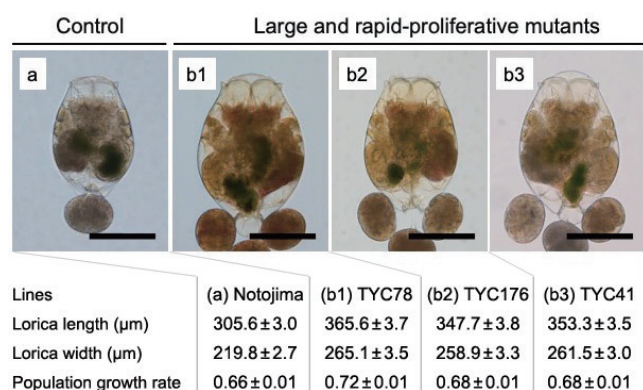 Control
Large and rapid-proliferative mutants
a
b1
b2
b3
Lines (a) Notojima (b1) TYC78 (b2) TYC176 (b3) TYC41
Lorica length (μm) 305.6±3.0 365.6±3.7 347.7±3.8 353.3±3.5
Lorica width (μm) 219.8±2.7 265.1±3.5 258.9±3.3 261.5±3.0
Population growth rate 0.66±0.01 0.72±0.01 0.68±0.01 0.68±0.01